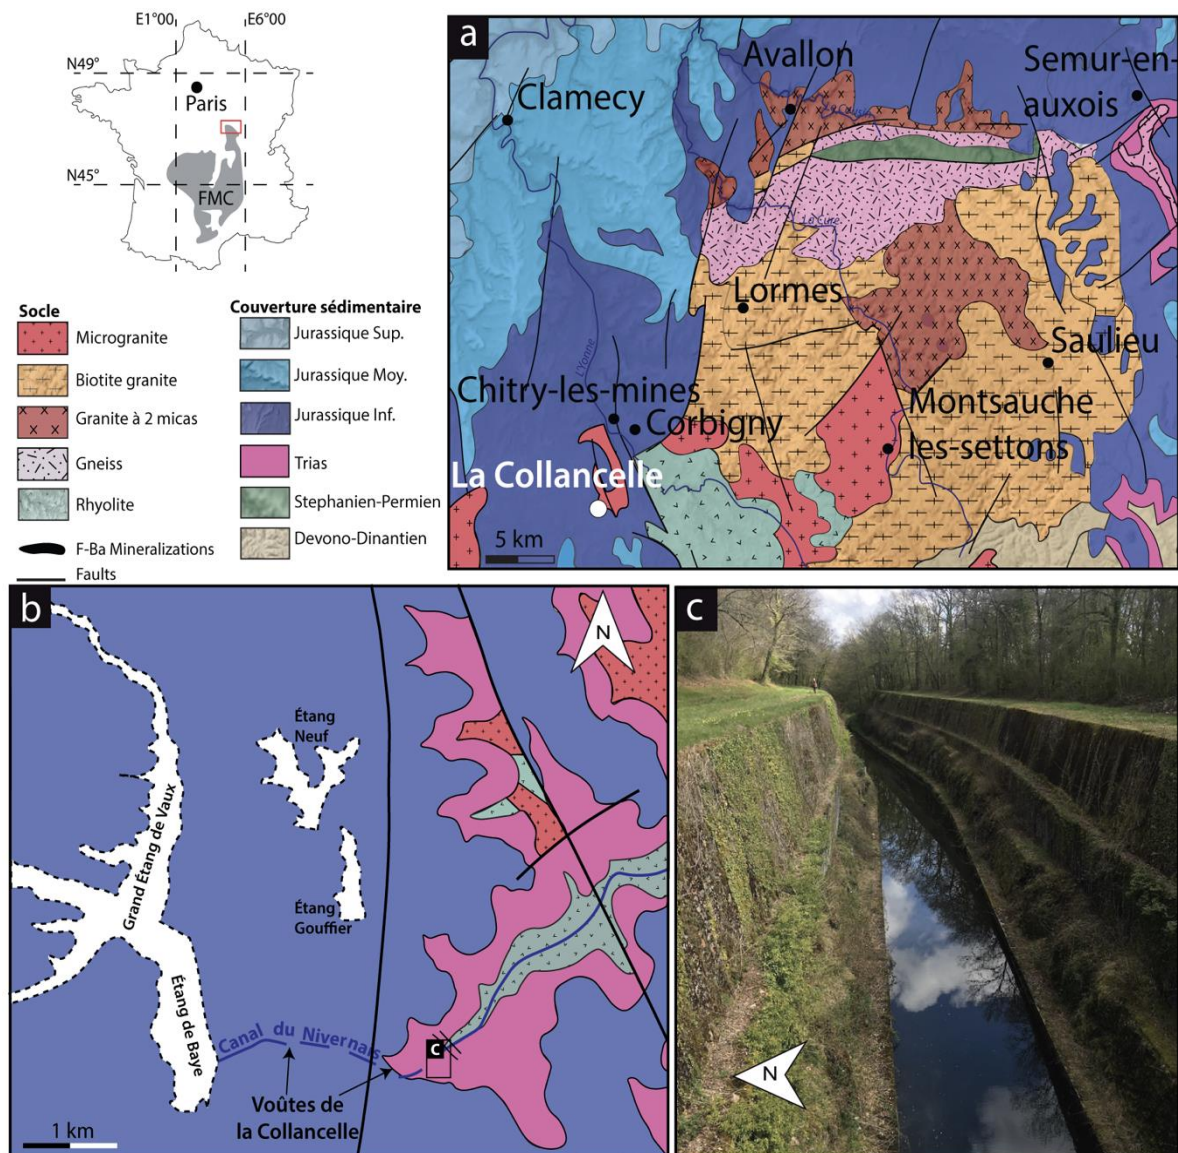 E1°00
E6°00
N49°
Paris
N45°
FMC
Socle
Microgranite
Biotite granite
Granite à 2 micas
Gneiss
Rhyolite
F-Ba Mineralizations
Faults
Couverture sédimentaire
Jurassique Sup.
Jurassique Moy.
Jurassique Inf.
Trias
Stephanien-Permien
Devono-Dinantien
a
Avallon
Semur-en-
auxois
Clamecy
La Cure
Lormes
Saulieu
L'Yonne
Chitry-les-mines
Corbigny
Montsauche
les-settons
La Collancelle
5 km
b
N
Étang
Neuf
Grand Étang de Vaux
Étang
Gouffier
Étang de Baye
Canal du Nivernais
c
Voûtes de
la Collancelle
1 km
c
N